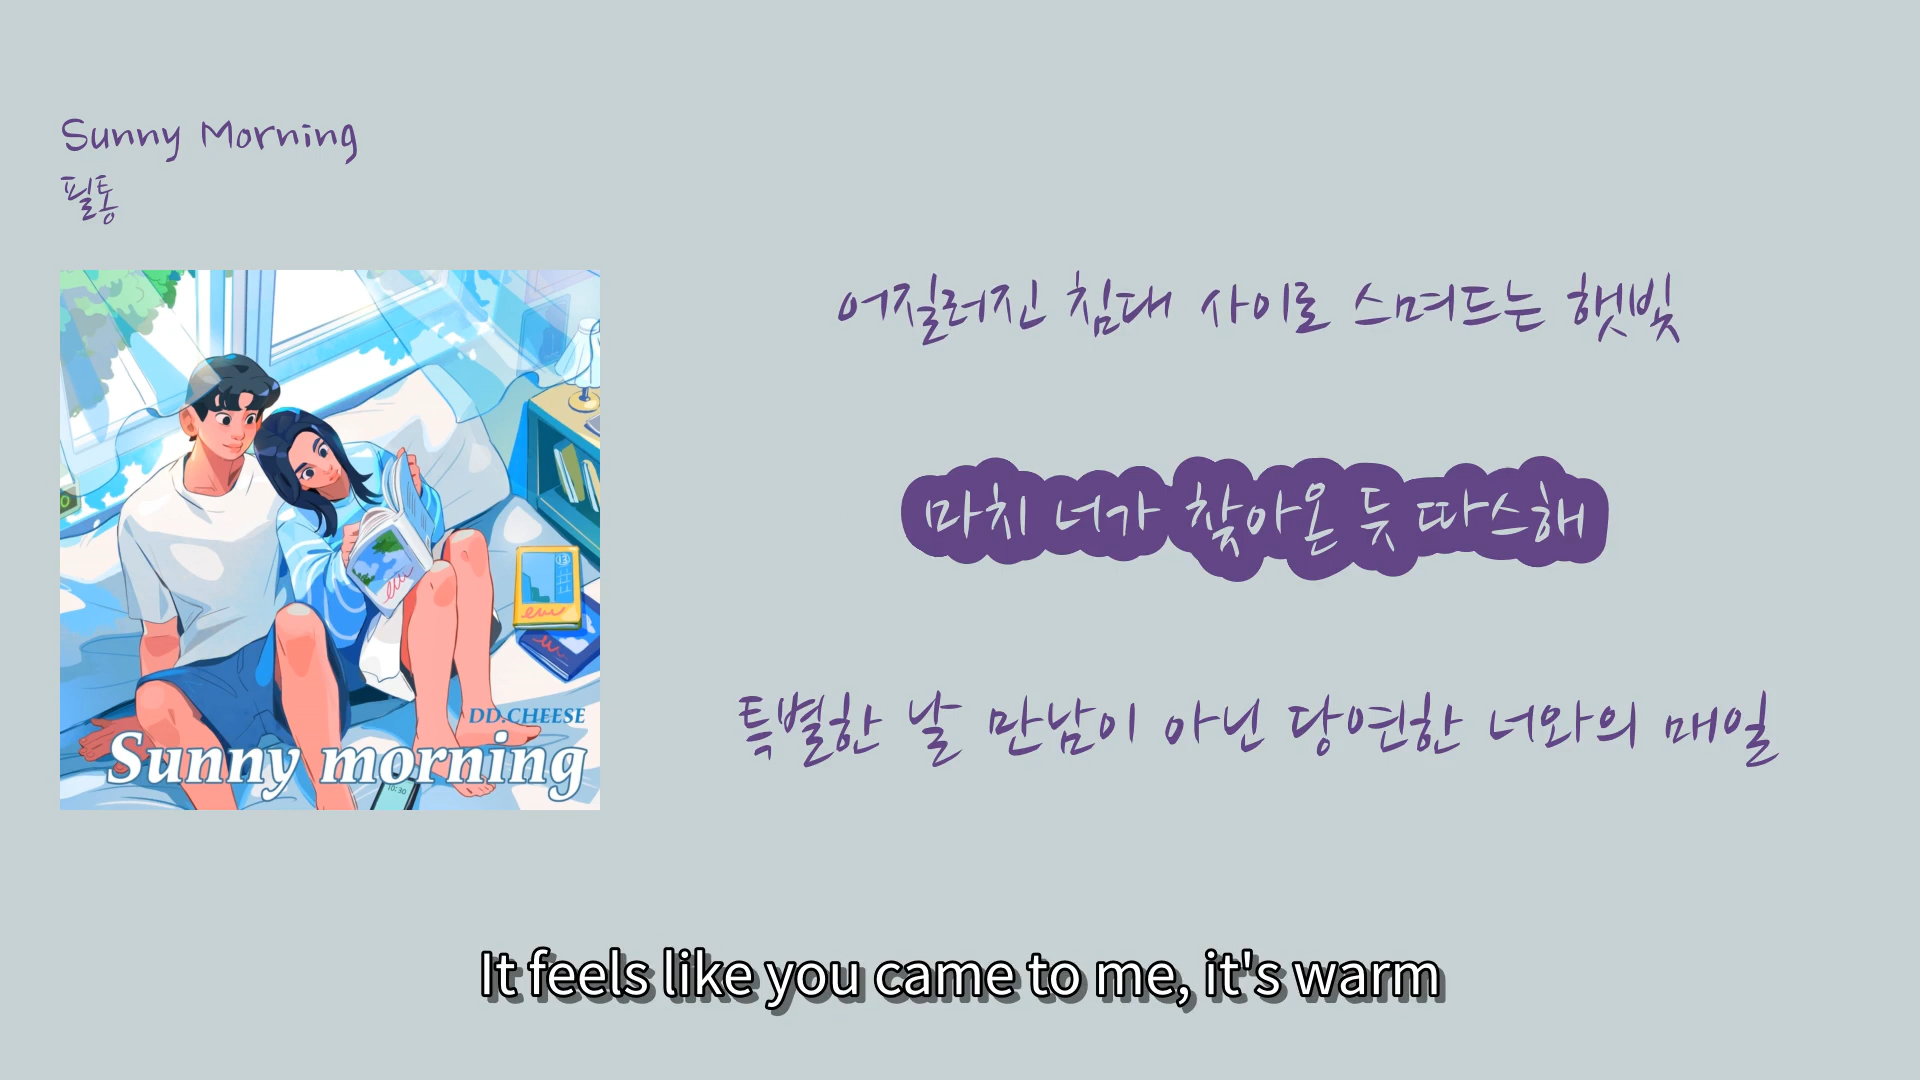 Sunny Morning
필통
어질러진 침대 사이로 스며드는 햇빛
마치 너가 찾아온 듯 따스해
특별한 날 만남이 아닌 당연한 너와의 매일
DD.CHEESE
Sunny morning
10:30
It feels like you came to me, it's warm